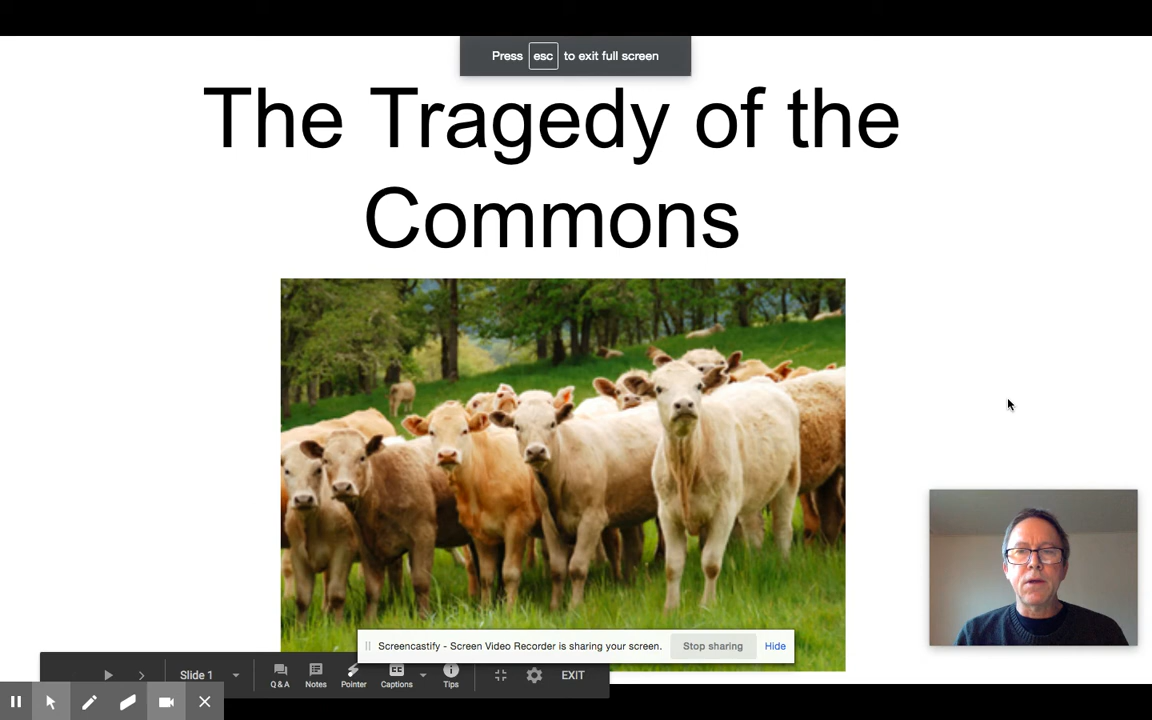 Press esc to exit full screen
The Tragedy of the
Commons
Screencastify - Screen Video Recorder is sharing your screen. Stop sharing Hide
Slide 1 Q & A Notes Pointer CC Captions Tips EXIT